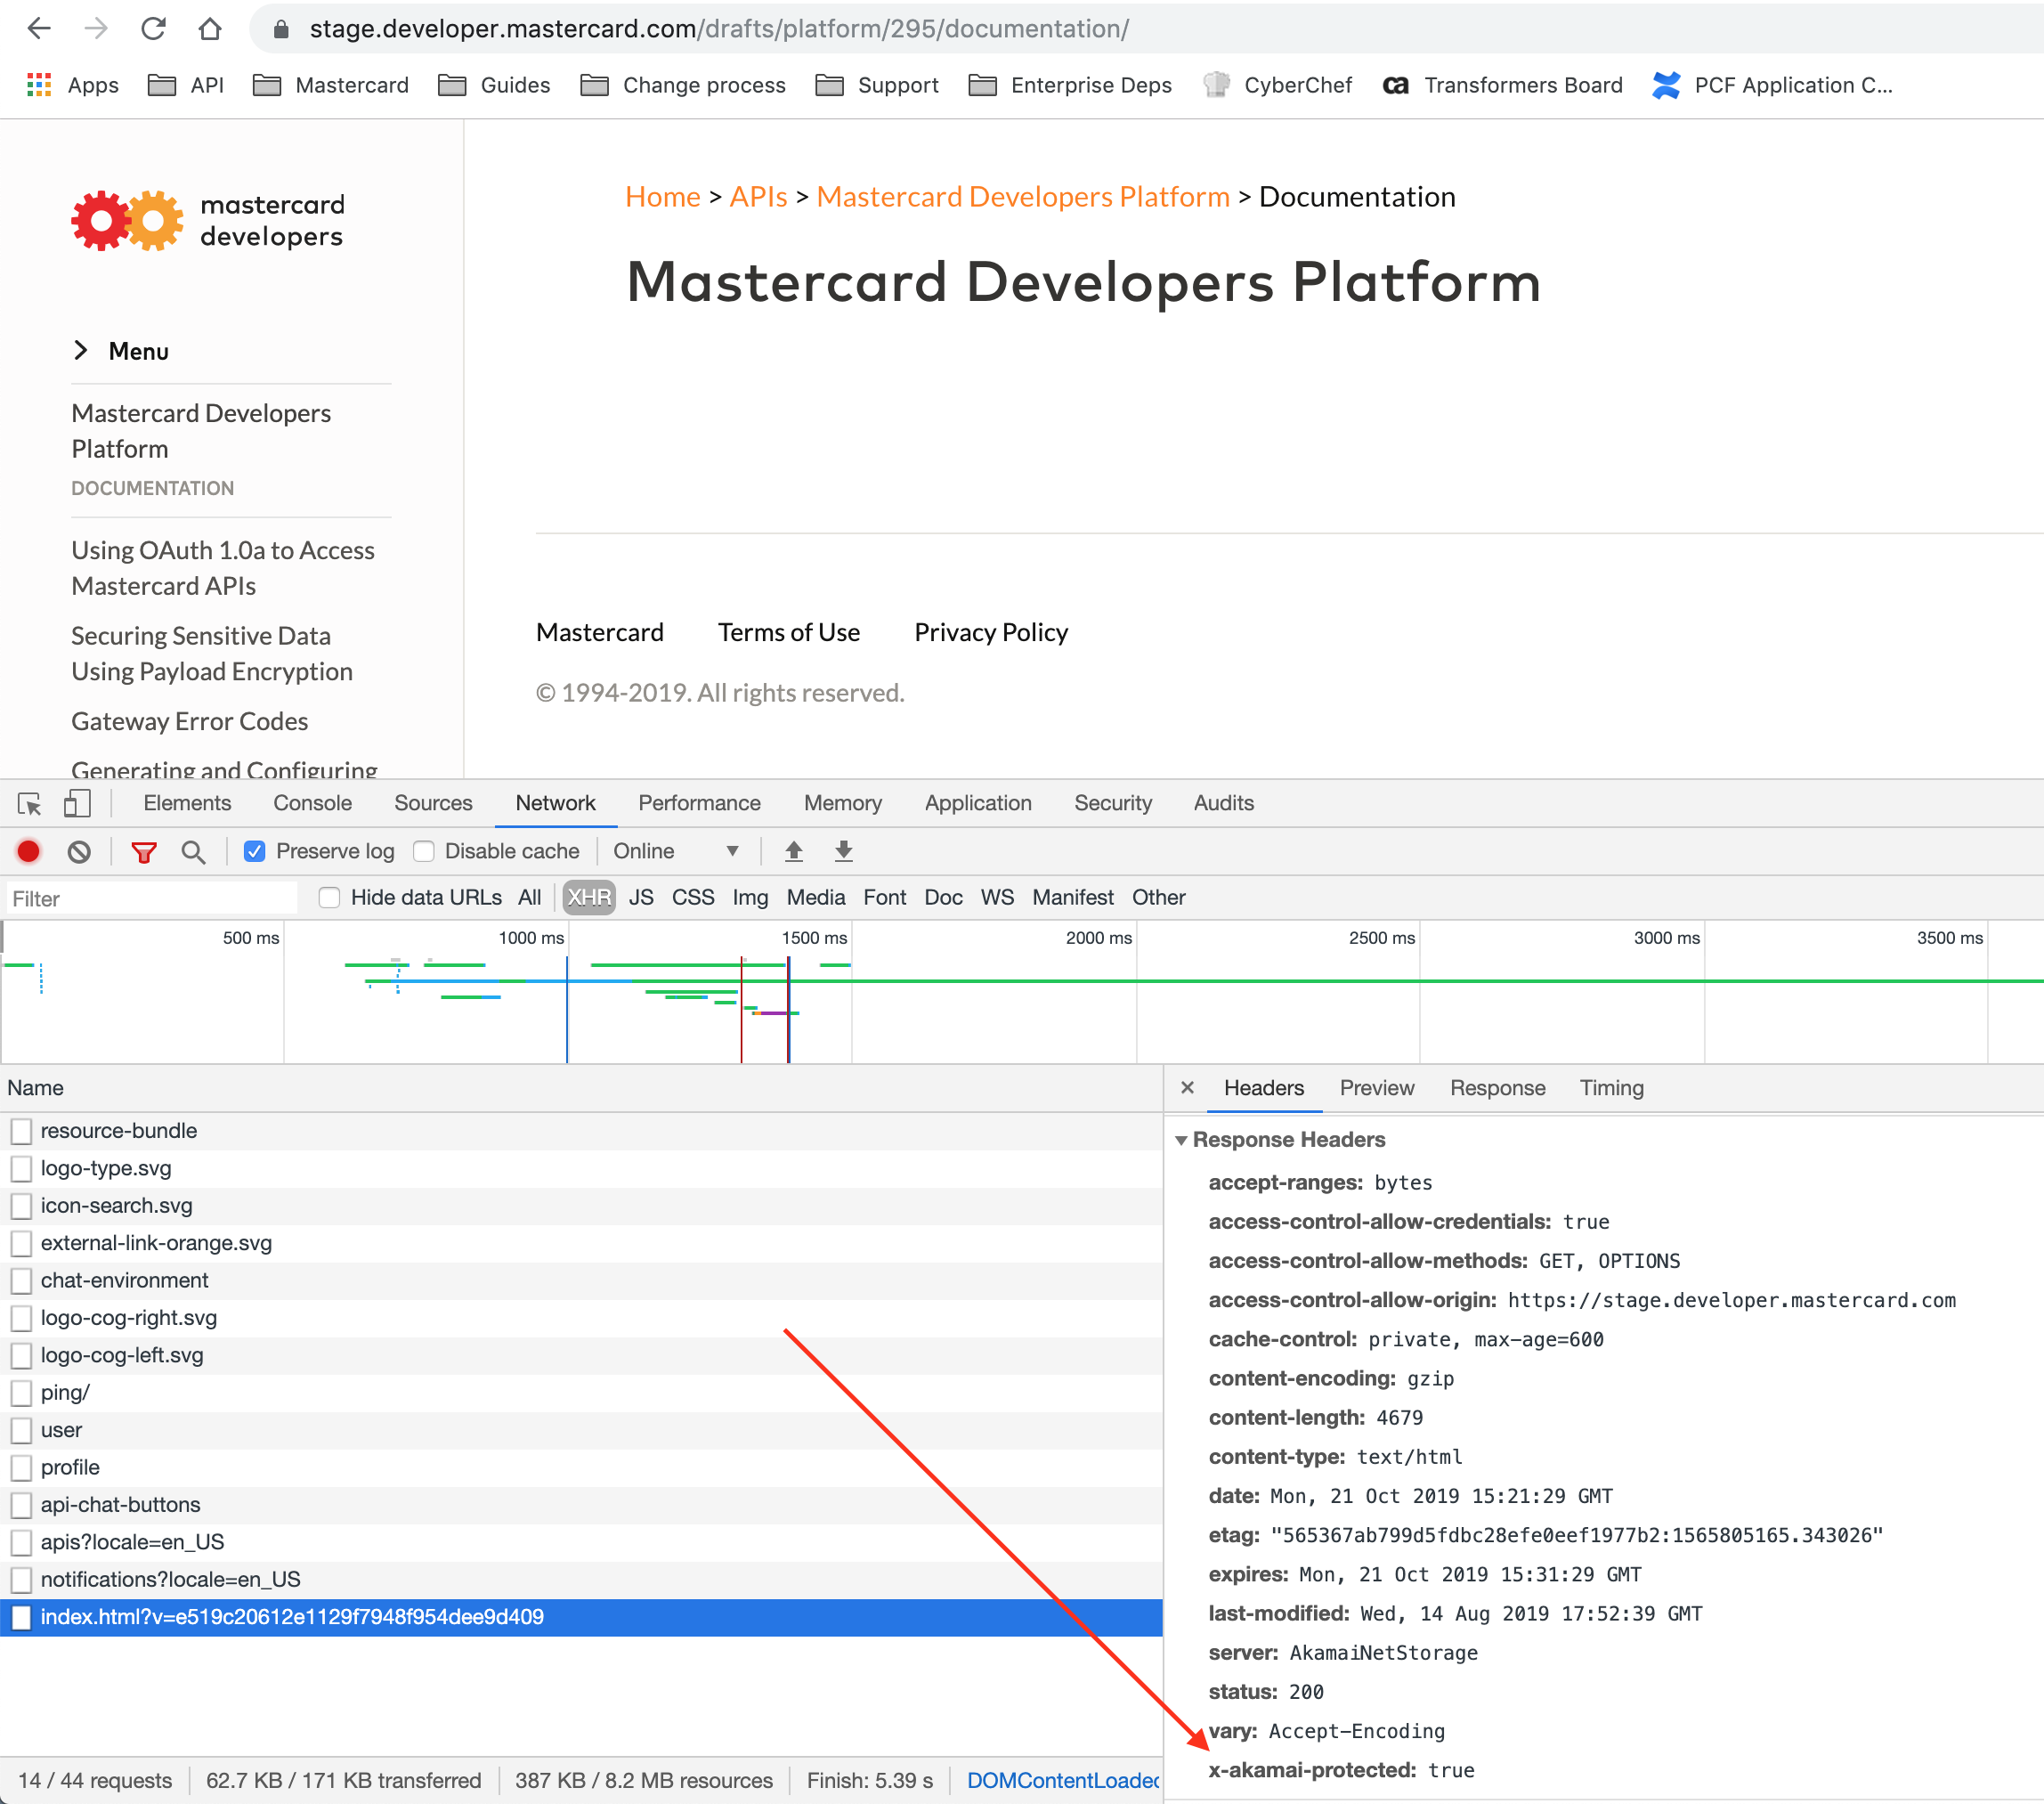 stage.developer.mastercard.com/drafts/platform/295/documentation/
Apps API Mastercard Guides Change process Support Enterprise Deps CyberChef ca Transformers Board PCF Application C...
mastercard
developers
Menu
Mastercard Developers
Platform
DOCUMENTATION
Using OAuth 1.0a to Access
Mastercard APIs
Securing Sensitive Data
Using Payload Encryption
Gateway Error Codes
Generating and Configuring
Home > APIs > Mastercard Developers Platform > Documentation
Mastercard Developers Platform
Mastercard Terms of Use Privacy Policy
© 1994-2019. All rights reserved.
Elements Console Sources Network Performance Memory Application Security Audits
Preserve log Disable cache Online
Filter Hide data URLs All XHR JS CSS Img Media Font Doc WS Manifest Other
500 ms 1000 ms 1500 ms 2000 ms 2500 ms 3000 ms 3500 ms
Name
resource-bundle
logo-type.svg
icon-search.svg
external-link-orange.svg
chat-environment
logo-cog-right.svg
logo-cog-left.svg
ping/
user
profile
api-chat-buttons
apis?locale=en_US
notifications?locale=en_US
index.html?v=e519c20612e1129f7948f954dee9d409
14 / 44 requests 62.7 KB / 171 KB transferred 387 KB / 8.2 MB resources Finish: 5.39 s DOMContentLoaded
× Headers Preview Response Timing
Response Headers
accept-ranges: bytes
access-control-allow-credentials: true
access-control-allow-methods: GET, OPTIONS
access-control-allow-origin: https://stage.developer.mastercard.com
cache-control: private, max-age=600
content-encoding: gzip
content-length: 4679
content-type: text/html
date: Mon, 21 Oct 2019 15:21:29 GMT
etag: "565367ab799d5fdbc28efe0eef1977b2:1565805165.343026"
expires: Mon, 21 Oct 2019 15:31:29 GMT
last-modified: Wed, 14 Aug 2019 17:52:39 GMT
server: AkamaiNetStorage
status: 200
vary: Accept-Encoding
x-akamai-protected: true